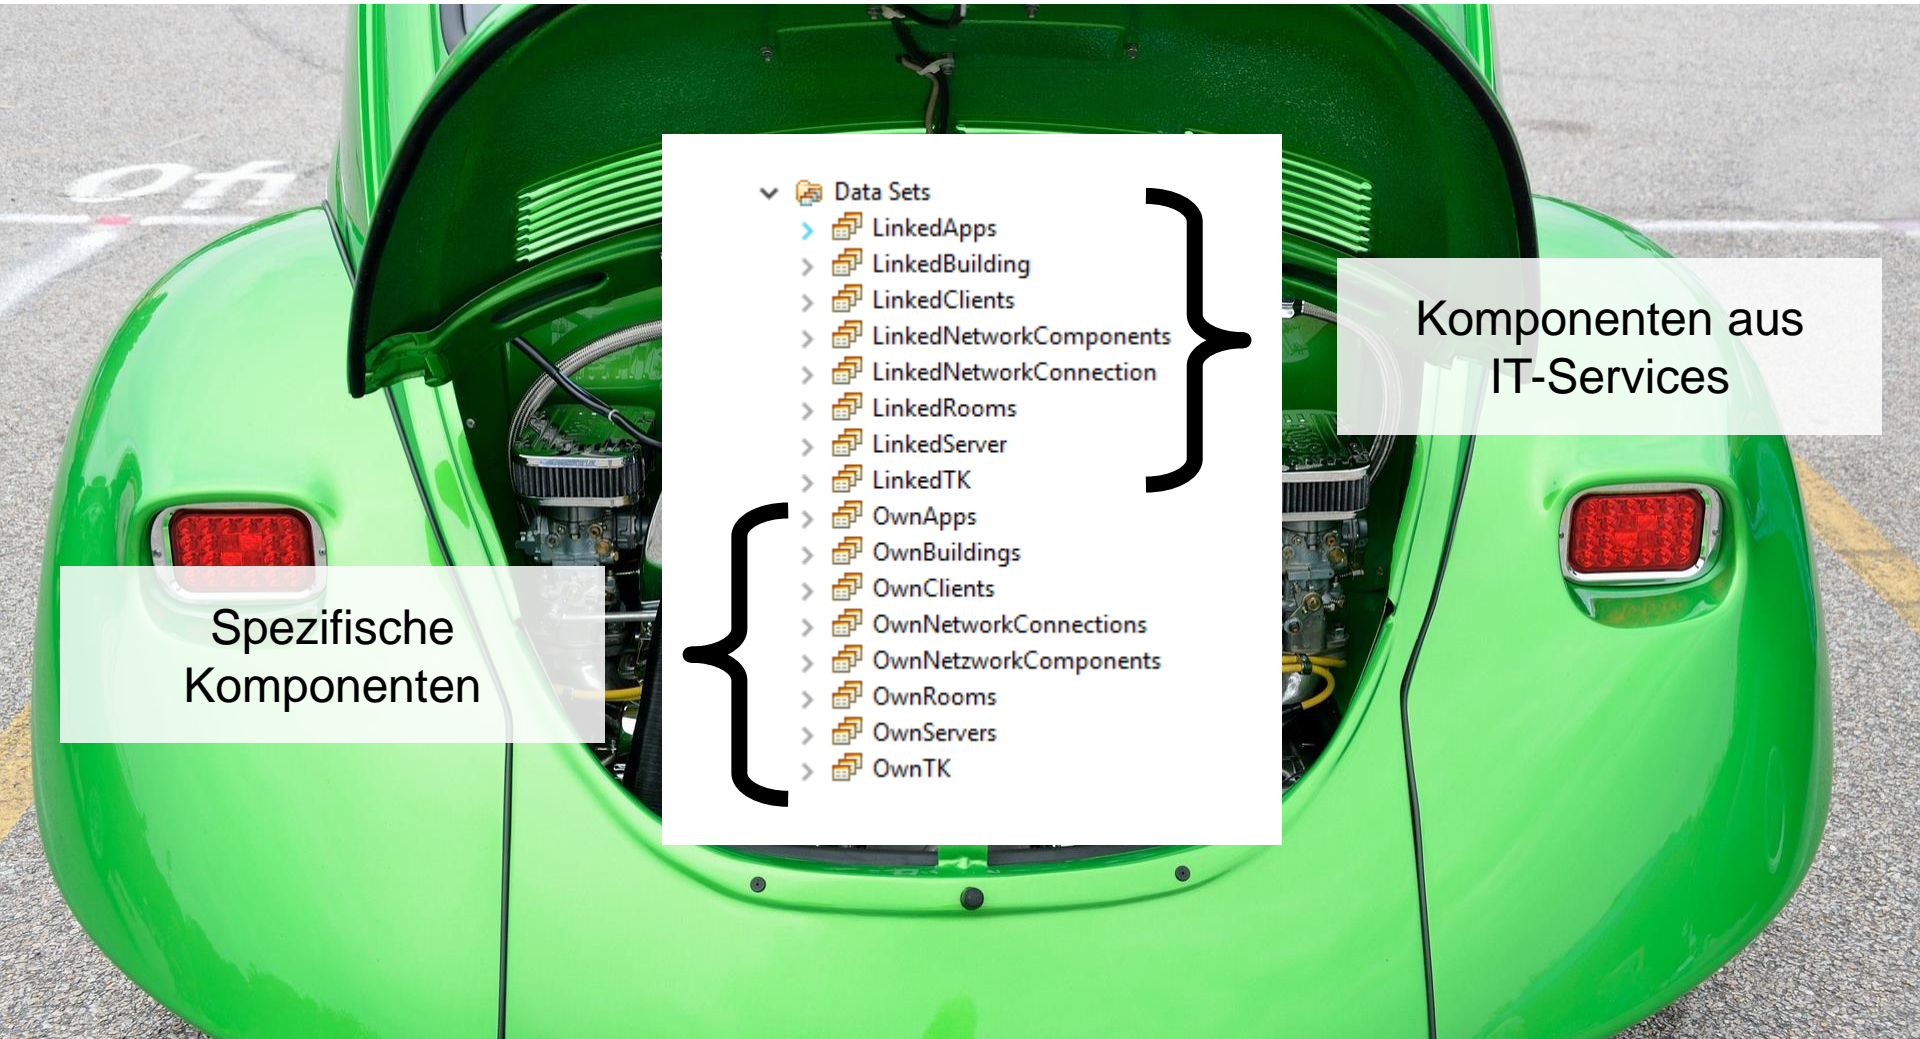 Data Sets
LinkedApps
LinkedBuilding
LinkedClients
LinkedNetworkComponents
LinkedNetworkConnection
LinkedRooms
LinkedServer
LinkedTK
OwnApps
OwnBuildings
OwnClients
OwnNetworkConnections
OwnNetzworkComponents
OwnRooms
OwnServers
OwnTK
Komponenten aus
IT-Services
Spezifische
Komponenten